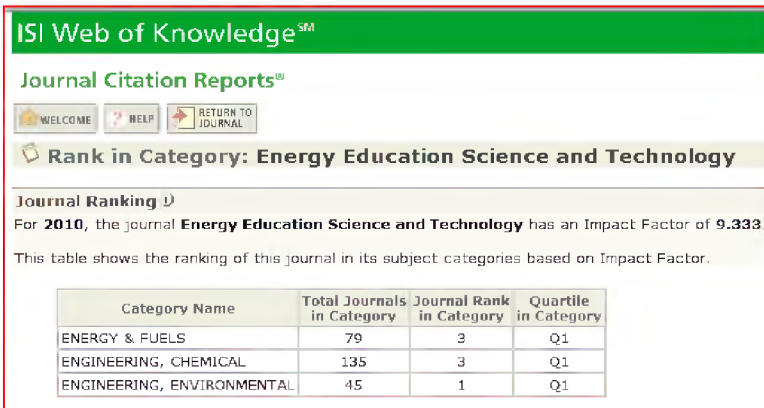 ISI Web of Knowledge℠
Journal Citation Reports®
WELCOME ? HELP RETURN TO JOURNAL
Rank in Category: Energy Education Science and Technology
Journal Ranking i
For 2010, the journal Energy Education Science and Technology has an Impact Factor of 9.333.
This table shows the ranking of this journal in its subject categories based on Impact Factor.
Category Name Total Journals in Category Journal Rank in Category Quartile in Category
ENERGY & FUELS 79 3 Q1
ENGINEERING, CHEMICAL 135 3 Q1
ENGINEERING, ENVIRONMENTAL 45 1 Q1